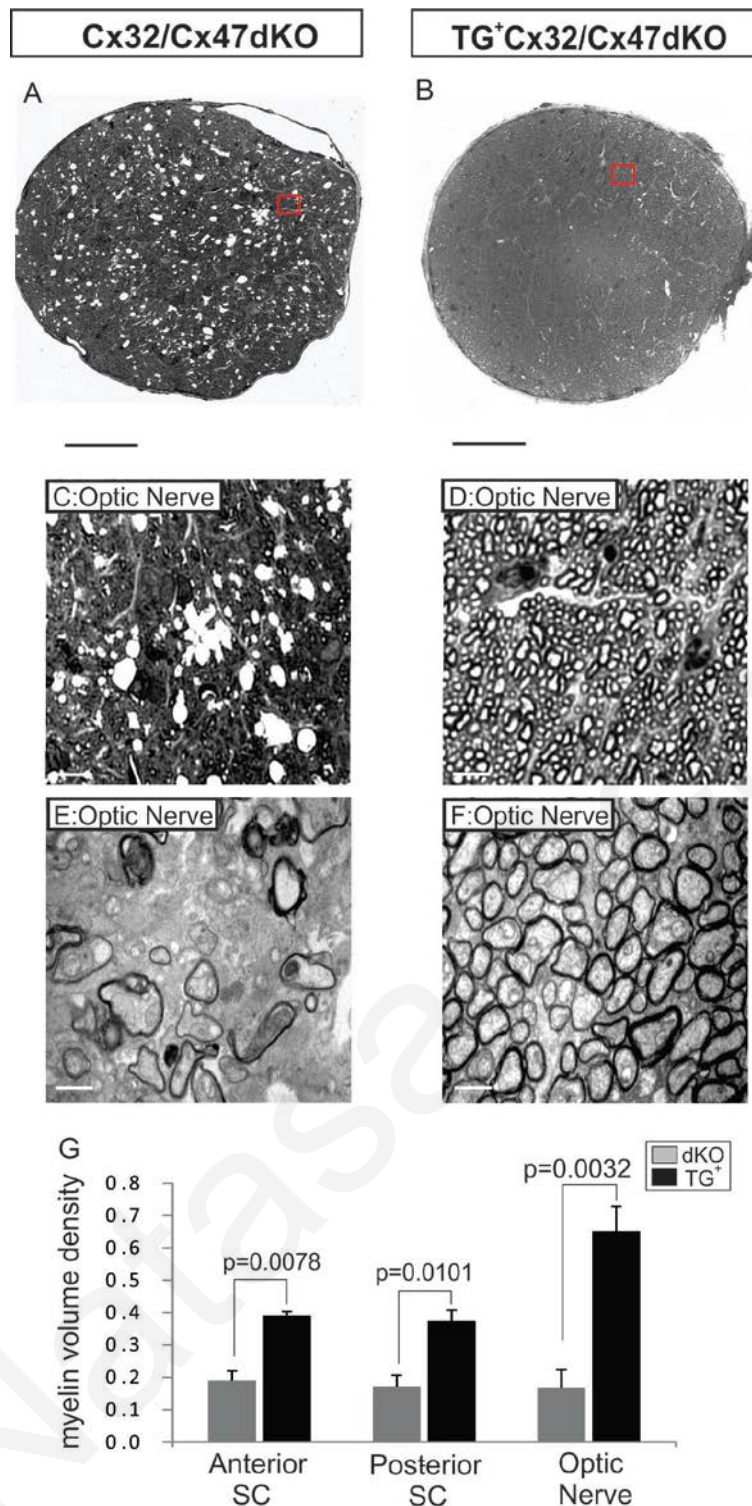 Cx32/Cx47dKO
TG⁺Cx32/Cx47dKO
A
B
C:Optic Nerve
D:Optic Nerve
E:Optic Nerve
F:Optic Nerve
G
dKO
TG⁺
myelin volume density
0.8
0.7
0.6
0.5
0.4
0.3
0.2
0.1
0.0
p=0.0078
p=0.0101
p=0.0032
Anterior SC
Posterior SC
Optic Nerve
Natasa